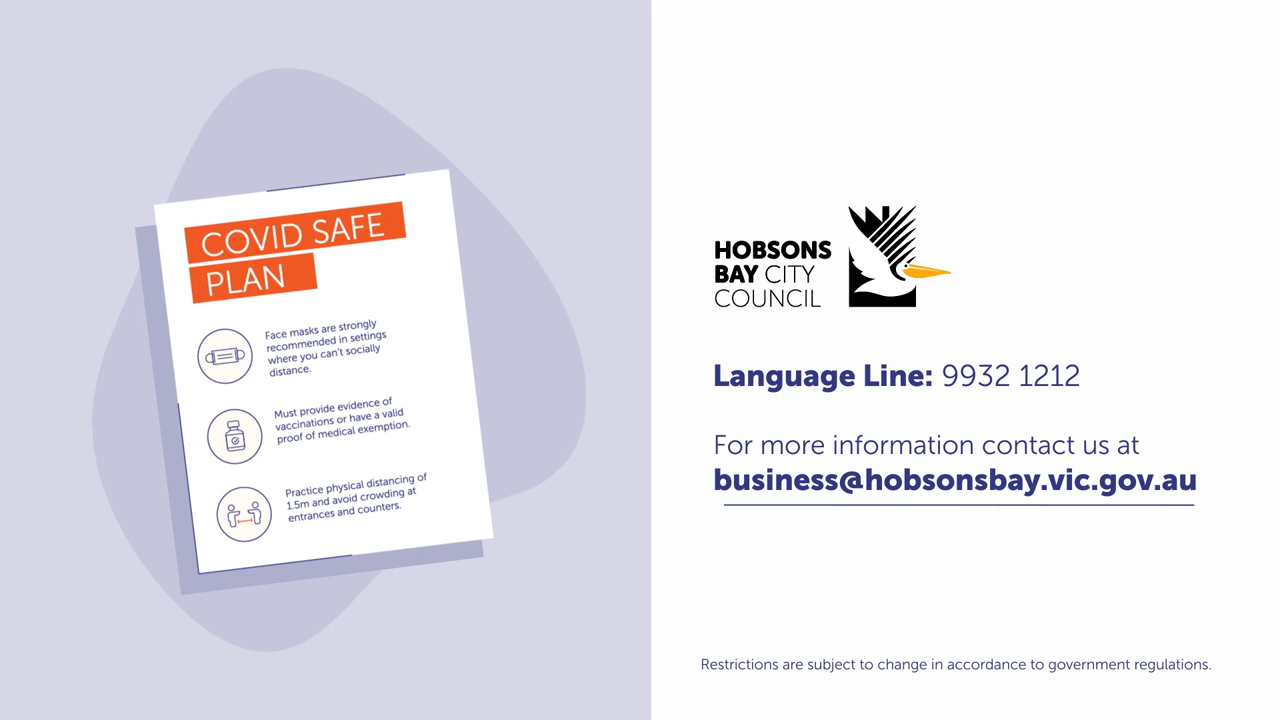 COVID SAFE
PLAN
Face masks are strongly
recommended in settings
where you can't socially
distance.
Must provide evidence of
vaccinations or have a valid
proof of medical exemption.
Practice physical distancing of
1.5m and avoid crowding at
entrances and counters.
HOBSONS
BAY CITY
COUNCIL
Language Line: 9932 1212
For more information contact us at
business@hobsonsbay.vic.gov.au
Restrictions are subject to change in accordance to government regulations.